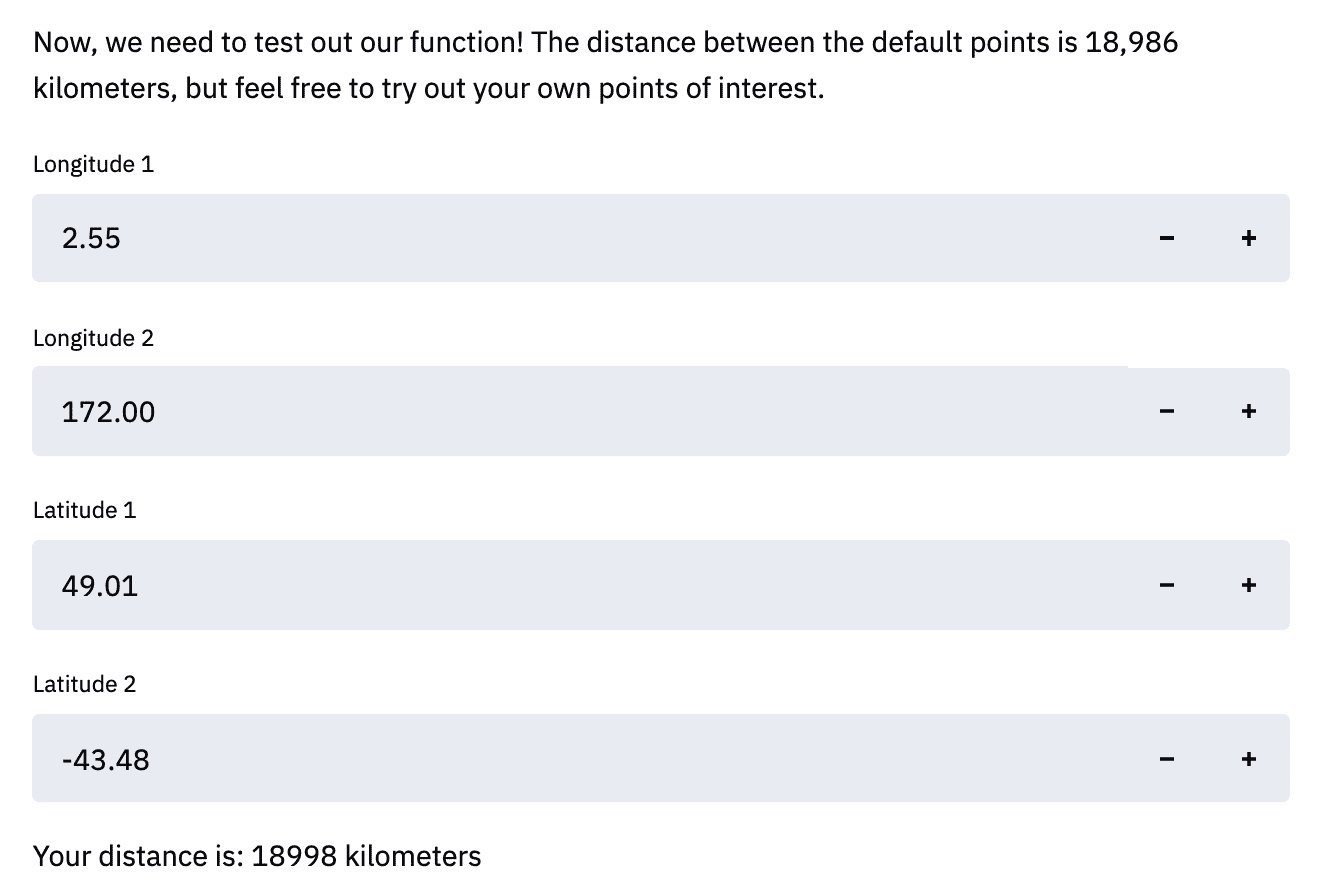 Now, we need to test out our function! The distance between the default points is 18,986
kilometers, but feel free to try out your own points of interest.
Longitude 1
2.55 − +
Longitude 2
172.00 − +
Latitude 1
49.01 − +
Latitude 2
-43.48 − +
Your distance is: 18998 kilometers